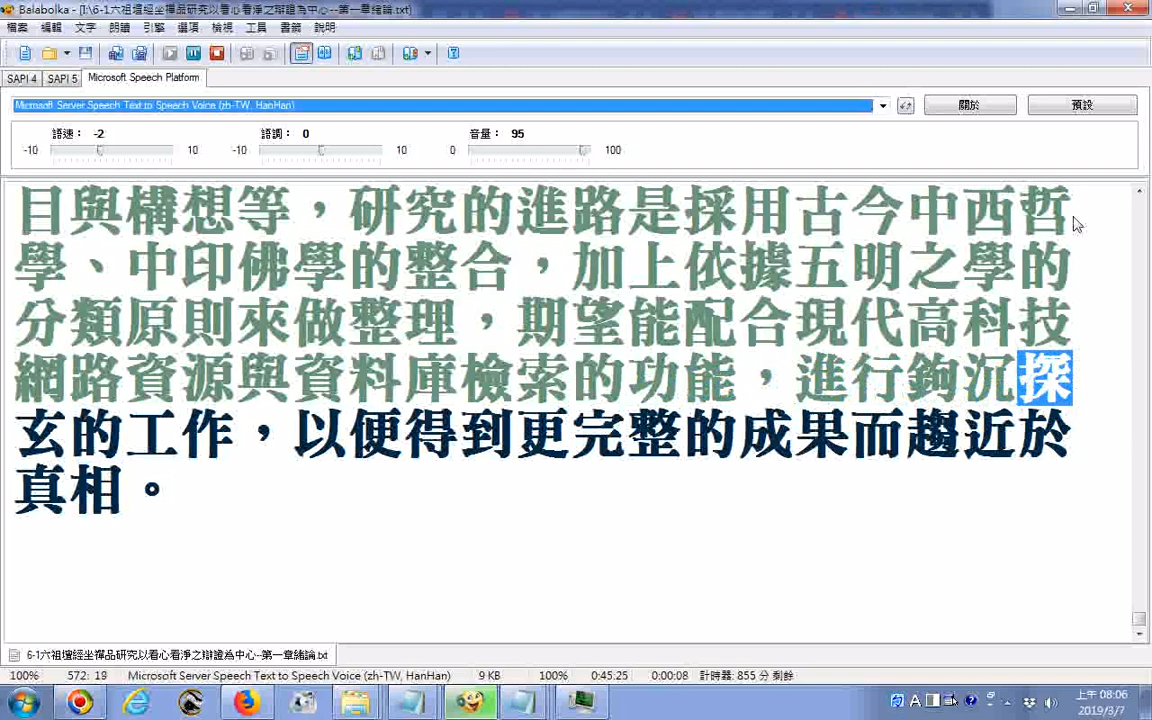 Balabolka - [I:\6-1六祖壇經坐禪品研究以看心看淨之辯證為中心--第一章緒論.txt]
檔案 編輯 文字 朗讀 引擎 選項 檢視 工具 書籤 說明
SAPI 4 SAPI 5 Microsoft Speech Platform
Microsoft Server Speech Text to Speech Voice (zh-TW, HanHan)
關於 預設
語速： -2 語調： 0 音量： 95
-10 10 -10 10 0 100
目與構想等，研究的進路是採用古今中西哲
學、中印佛學的整合，加上依據五明之學的
分類原則來做整理，期望能配合現代高科技
網路資源與資料庫檢索的功能，進行鉤沉探
玄的工作，以便得到更完整的成果而趨近於
真相。
6-1六祖壇經坐禪品研究以看心看淨之辯證為中心--第一章緒論.txt
100% 572: 19 Microsoft Server Speech Text to Speech Voice (zh-TW, HanHan) 9 KB 100% 0:45:25 0:00:08 計時器: 855 分 剩餘
上午 08:06
2019/3/7